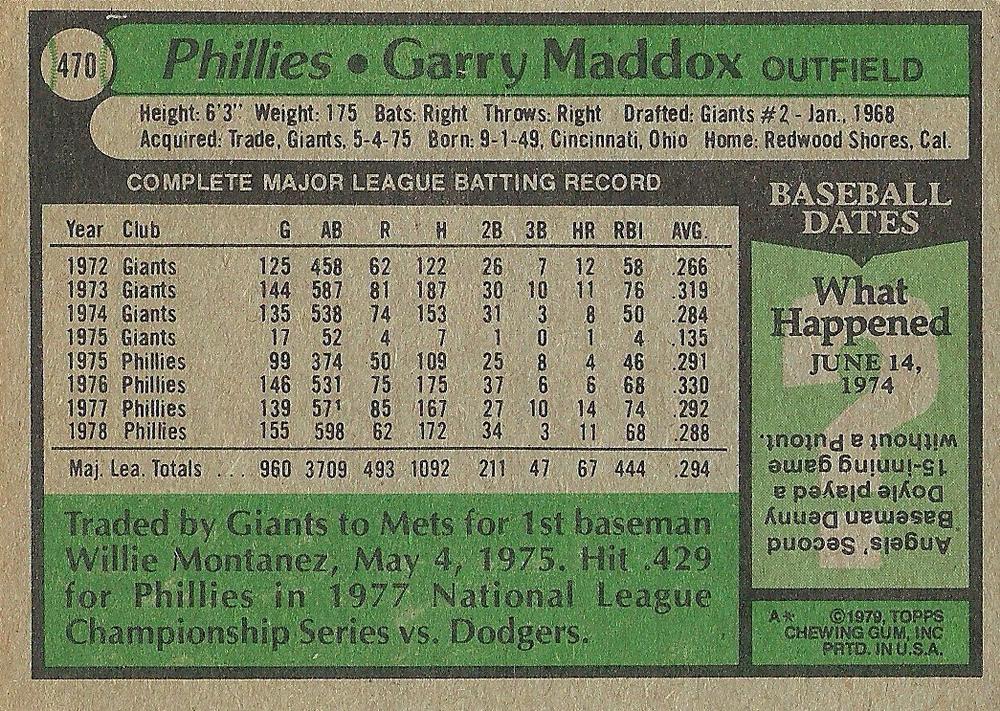 470
Phillies • Garry Maddox OUTFIELD
Height: 6'3" Weight: 175 Bats: Right Throws: Right Drafted: Giants #2 - Jan., 1968
Acquired: Trade, Giants, 5-4-75 Born: 9-1-49, Cincinnati, Ohio Home: Redwood Shores, Cal.
COMPLETE MAJOR LEAGUE BATTING RECORD
Year Club G AB R H 2B 3B HR RBI AVG.
1972 Giants 125 458 62 122 26 7 12 58 .266
1973 Giants 144 587 81 187 30 10 11 76 .319
1974 Giants 135 538 74 153 31 3 8 50 .284
1975 Giants 17 52 4 7 1 0 1 4 .135
1975 Phillies 99 374 50 109 25 8 4 46 .291
1976 Phillies 146 531 75 175 37 6 6 68 .330
1977 Phillies 139 571 85 167 27 10 14 74 .292
1978 Phillies 155 598 62 172 34 3 11 68 .288
Maj. Lea. Totals .... 960 3709 493 1092 211 47 67 444 .294
Traded by Giants to Mets for 1st baseman
Willie Montanez, May 4, 1975. Hit .429
for Phillies in 1977 National League
Championship Series vs. Dodgers.
BASEBALL
DATES
What
Happened
JUNE 14,
1974
Angels' Second
Baseman Denny
Doyle played a
15-inning game
without a Putout.
A* ©1979, TOPPS
CHEWING GUM, INC
PRTD. IN U.S.A.